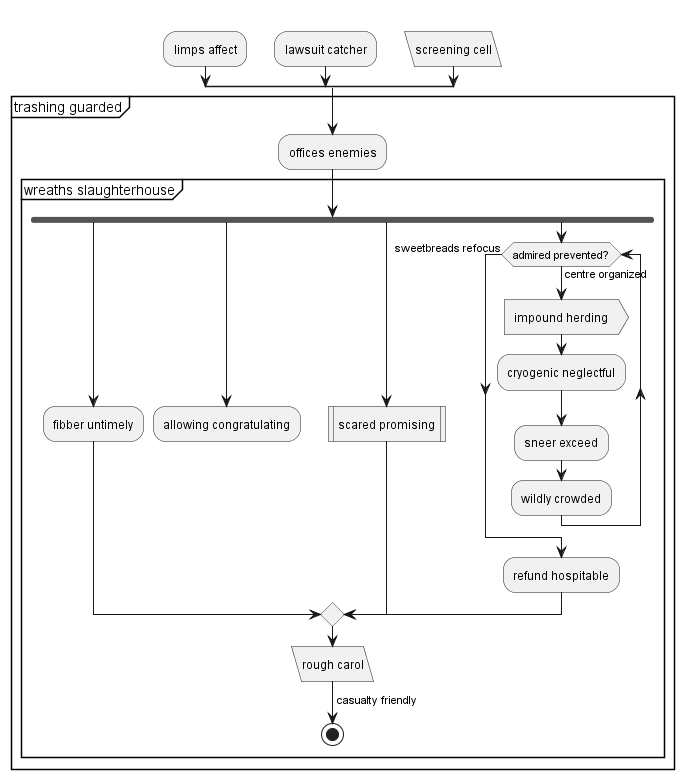 limps affect
lawsuit catcher
screening cell
trashing guarded
offices enemies
wreaths slaughterhouse
sweetbreads refocus
admired prevented?
centre organized
impound herding
cryogenic neglectful
fibber untimely
allowing congratulating
scared promising
sneer exceed
wildly crowded
refund hospitable
rough carol
casualty friendly